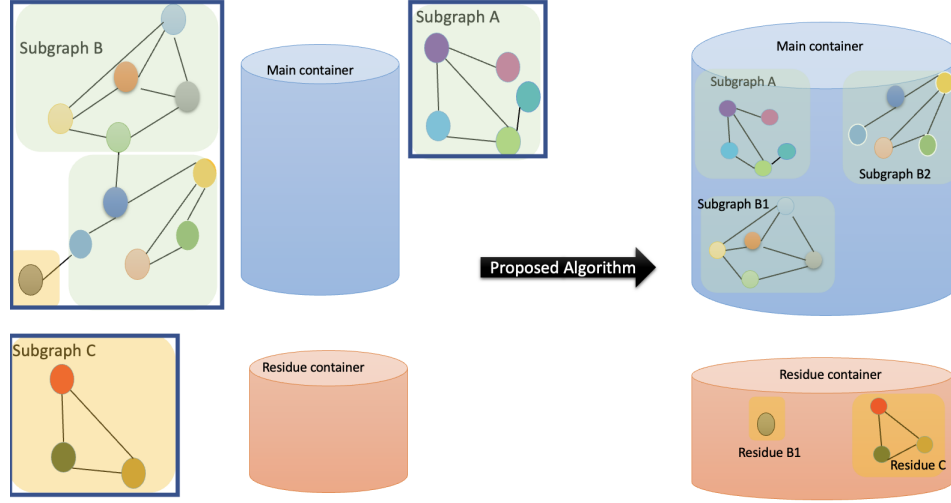 Subgraph B
Main container
Subgraph A
Subgraph C
Residue container
Proposed Algorithm
Main container
Subgraph A
Subgraph B2
Subgraph B1
Residue container
Residue B1
Residue C